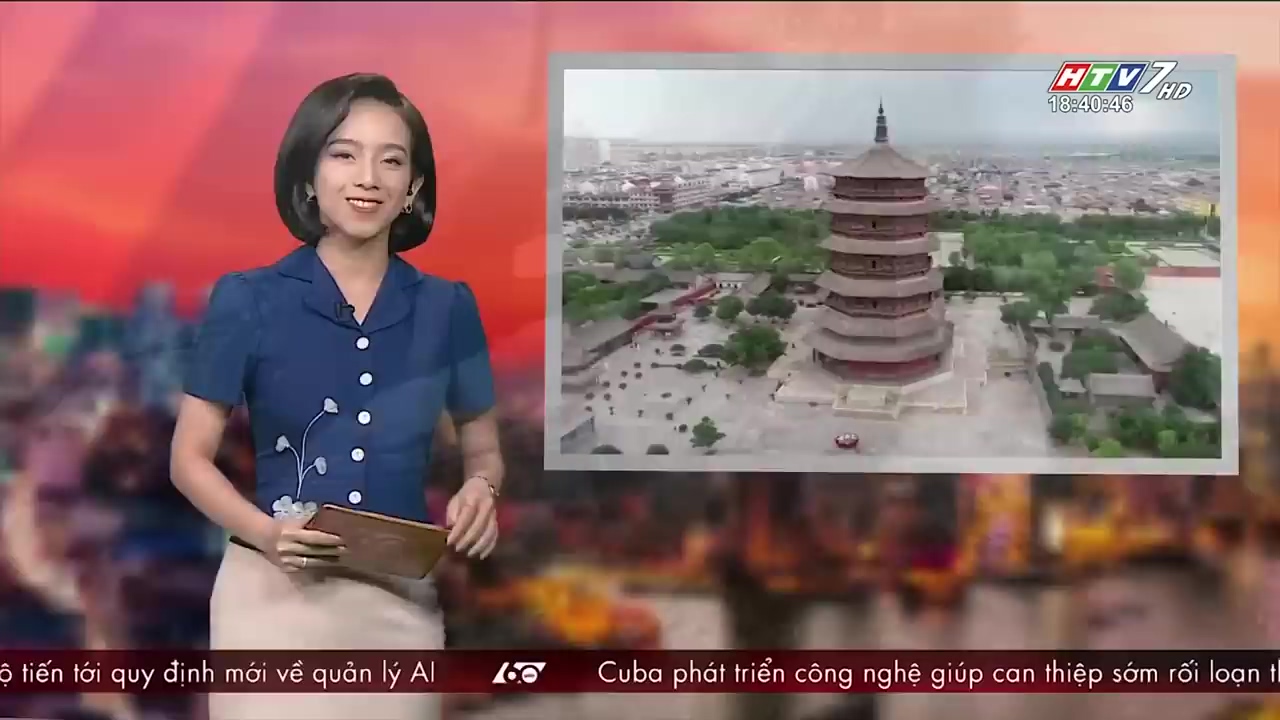 HTV7
HD
18:40:46
tiến tới quy định mới về quản lý AI
60
Cuba phát triển công nghệ giúp can thiệp sớm rối loạn